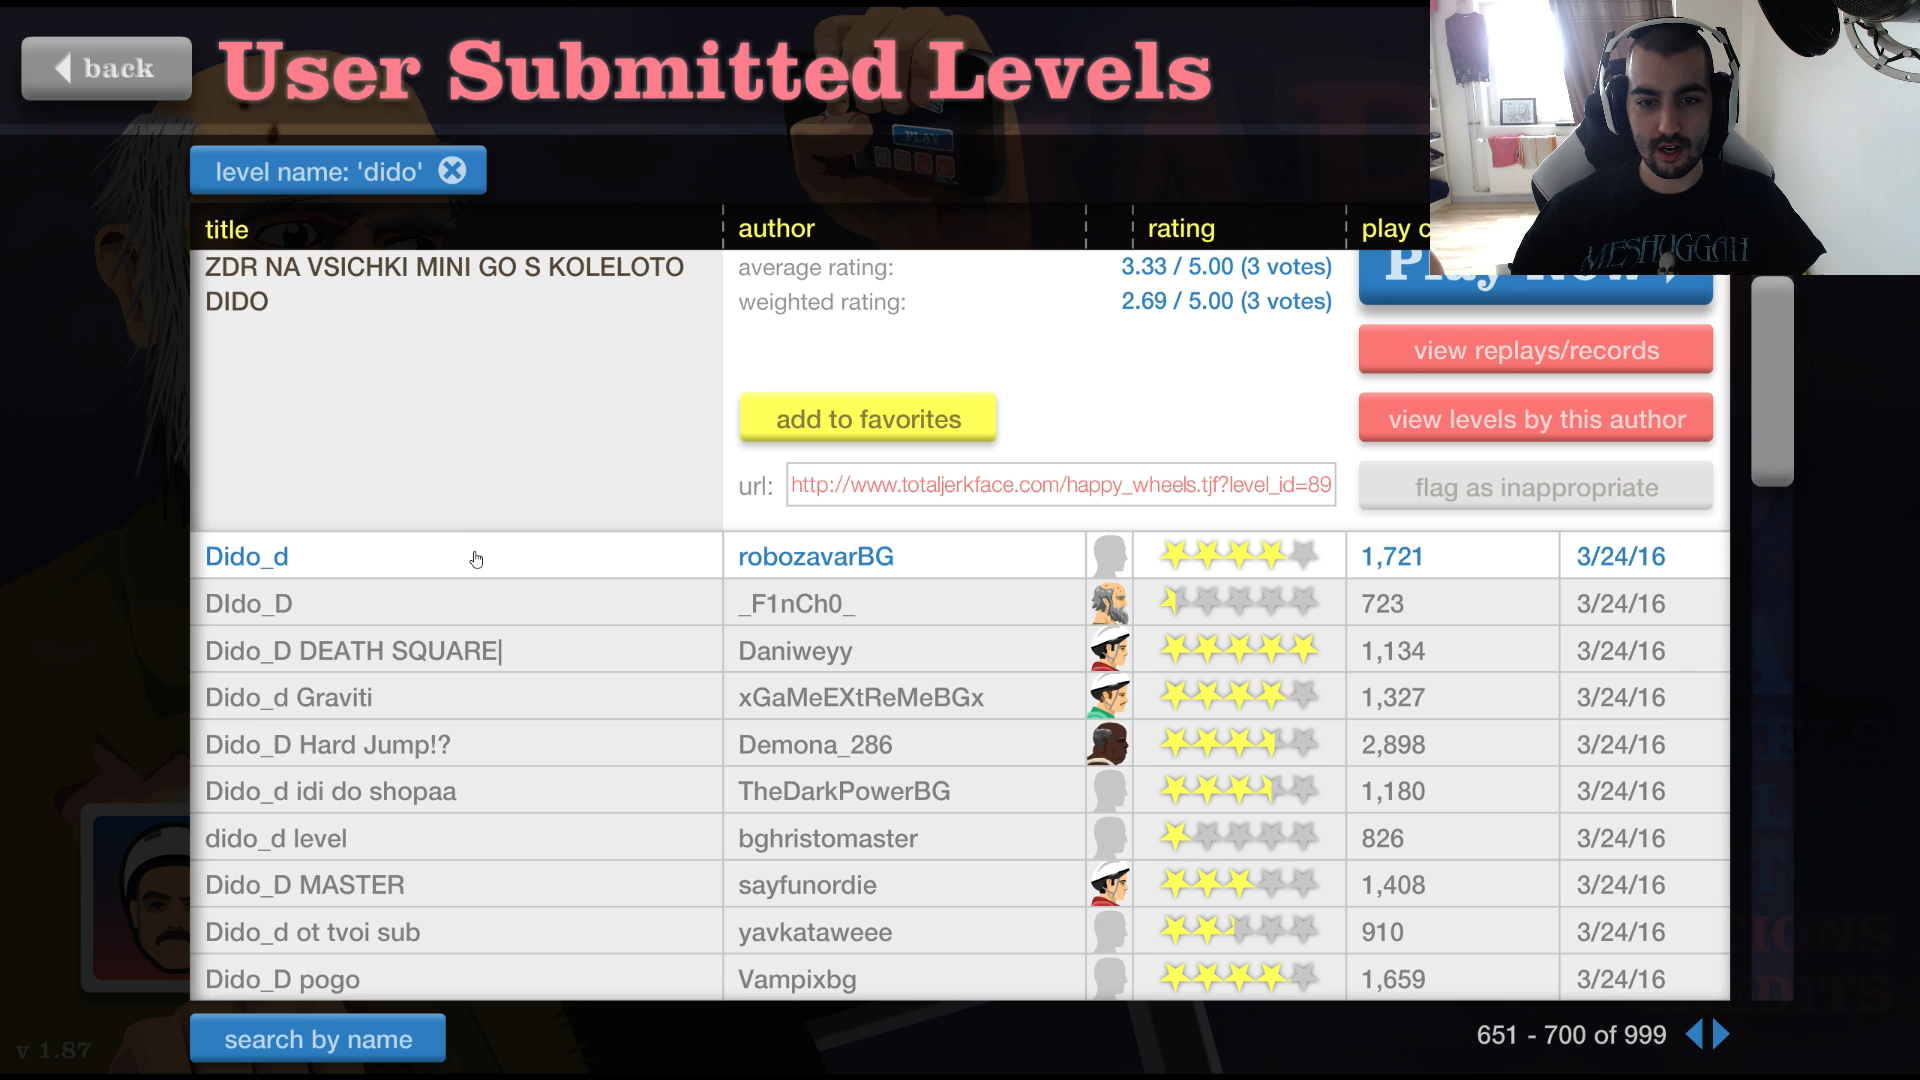 back
User Submitted Levels
level name: 'dido'
title author rating play c
ZDR NA VSICHKI MINI GO S KOLELOTO
DIDO
average rating: 3.33 / 5.00 (3 votes)
weighted rating: 2.69 / 5.00 (3 votes)
Play Now
view replays/records
add to favorites
view levels by this author
url: http://www.totaljerkface.com/happy_wheels.tjf?level_id=89
flag as inappropriate
Dido_d robozavarBG 1,721 3/24/16
DIdo_D _F1nCh0_ 723 3/24/16
Dido_D DEATH SQUARE| Daniweyy 1,134 3/24/16
Dido_d Graviti xGaMeEXtReMeBGx 1,327 3/24/16
Dido_D Hard Jump!? Demona_286 2,898 3/24/16
Dido_d idi do shopaa TheDarkPowerBG 1,180 3/24/16
dido_d level bghristomaster 826 3/24/16
Dido_D MASTER sayfunordie 1,408 3/24/16
Dido_d ot tvoi sub yavkataweee 910 3/24/16
Dido_D pogo Vampixbg 1,659 3/24/16
search by name
651 - 700 of 999
v 1.87
MESHUGGAH
PLAY